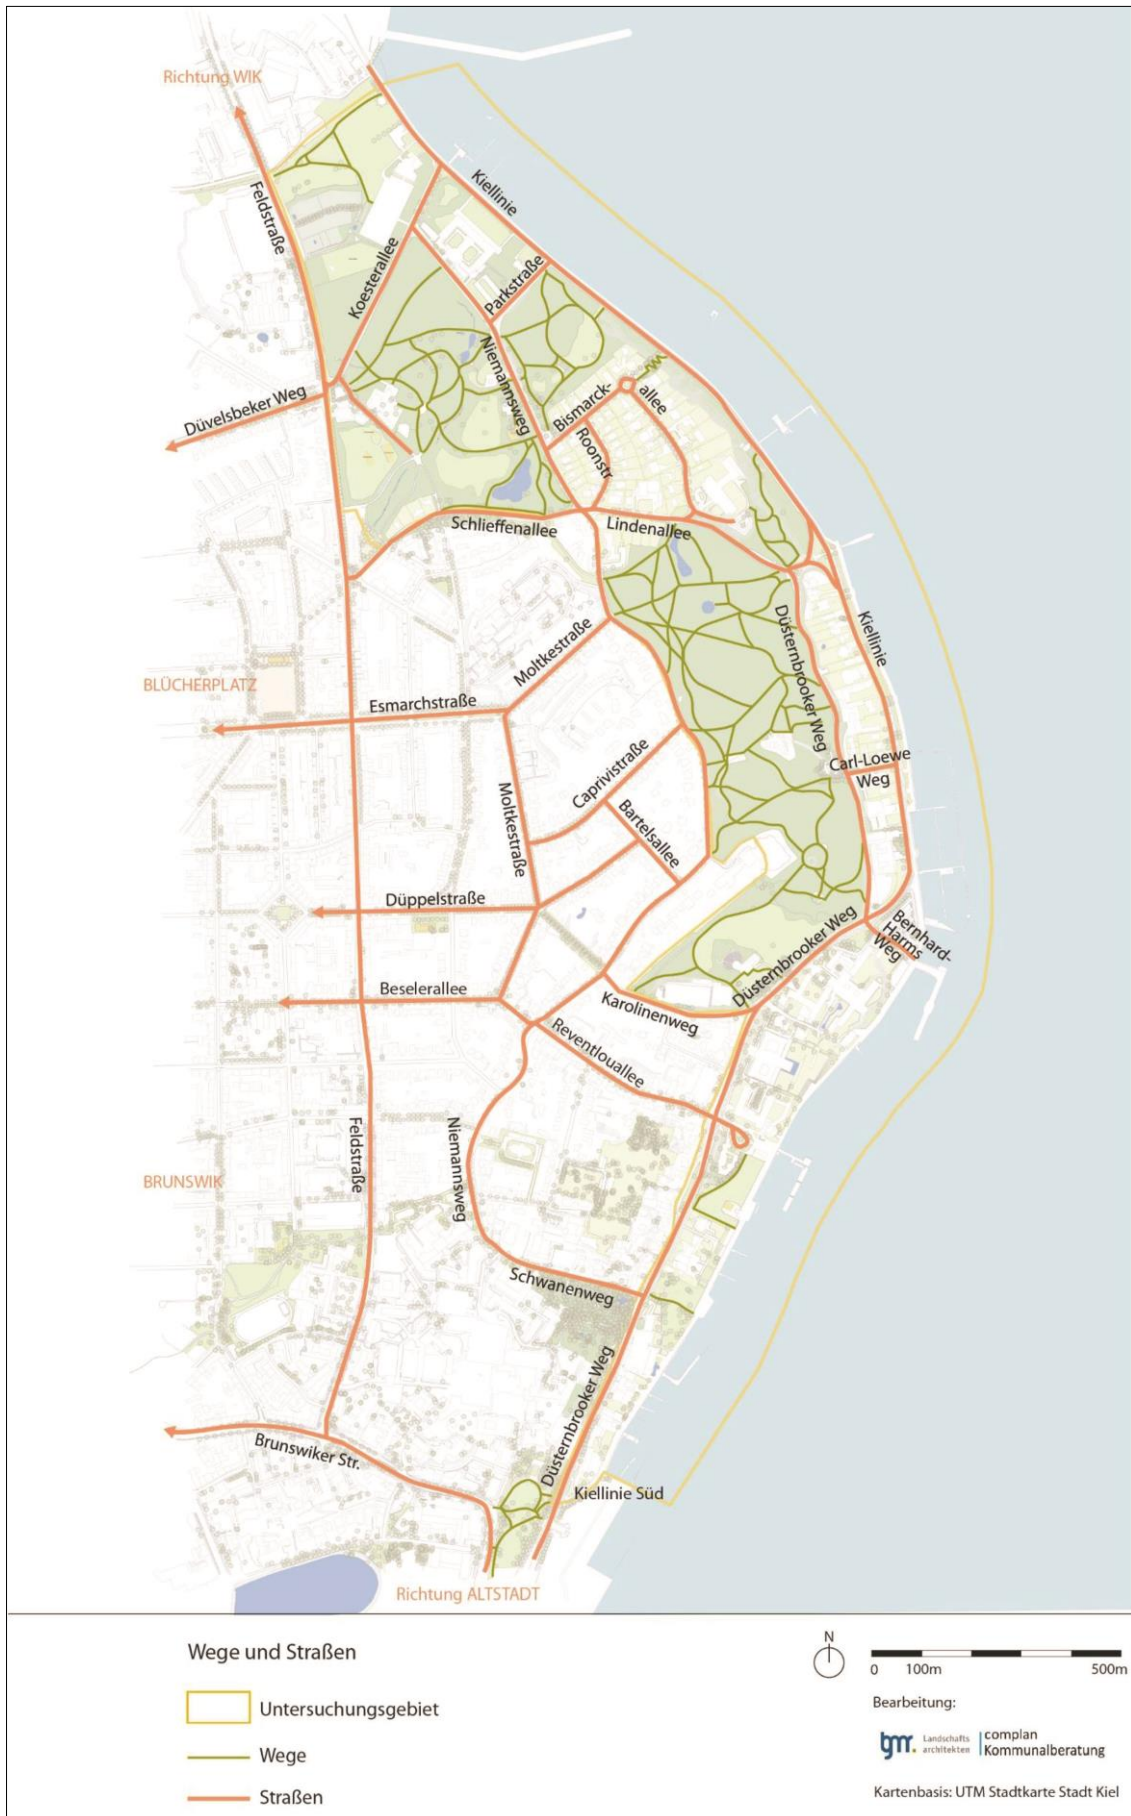 Richtung WIK
Kiellinie
Feldstraße
Koesterallee
Parkstraße
Niemannsweg
Bismarck-
allee
Düvelsbeker Weg
Roonstr
Schlieffenallee
Lindenallee
Düsternbrooker Weg
Kiellinie
Moltkestraße
BLÜCHERPLATZ
Esmarchstraße
Carl-Loewe
Weg
Caprivistraße
Moltkestraße
Bartelsallee
Düppelstraße
Düsternbrooker Weg
Bernhard-
Harms
Weg
Beselerallee
Karolinenweg
Reventlouallee
Feldstraße
Niemannsweg
BRUNSWIK
Schwanenweg
Düsternbrooker Weg
Brunswiker Str.
Kiellinie Süd
Richtung ALTSTADT
Wege und Straßen
Untersuchungsgebiet
Wege
Straßen
N
0 100m 500m
Bearbeitung:
bgmr. Landschafts
architekten
complan
Kommunalberatung
Kartenbasis: UTM Stadtkarte Stadt Kiel